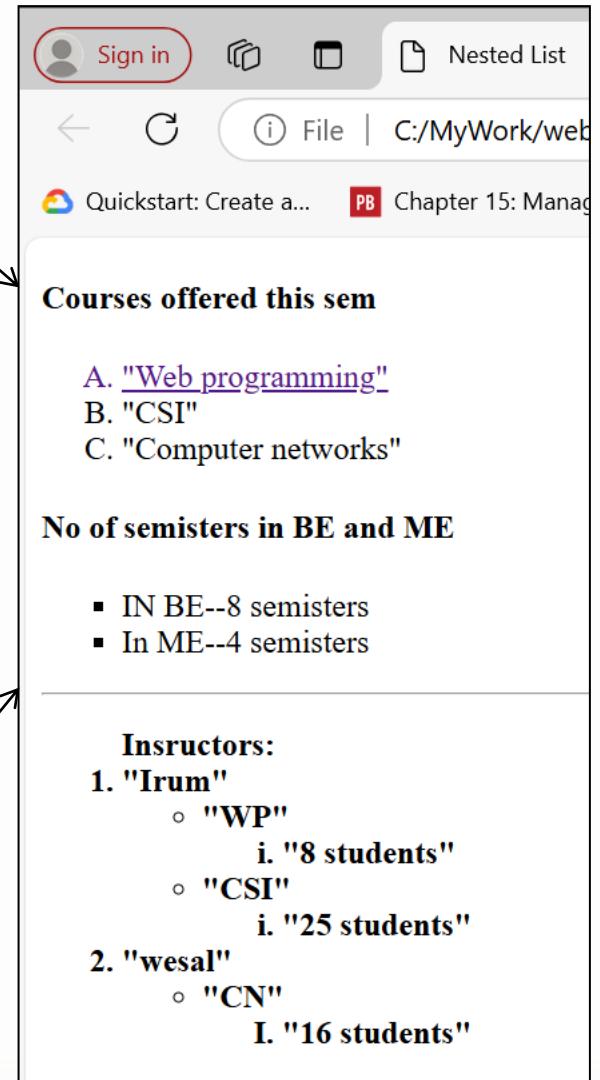 Sign in
Nested List
File | C:/MyWork/web
Quickstart: Create a... PB Chapter 15: Manag
Courses offered this sem
A. "Web programming"
B. "CSI"
C. "Computer networks"
No of semisters in BE and ME
▪ IN BE--8 semisters
▪ In ME--4 semisters
Insructors:
1. "Irum"
○ "WP"
i. "8 students"
○ "CSI"
i. "25 students"
2. "wesal"
○ "CN"
I. "16 students"